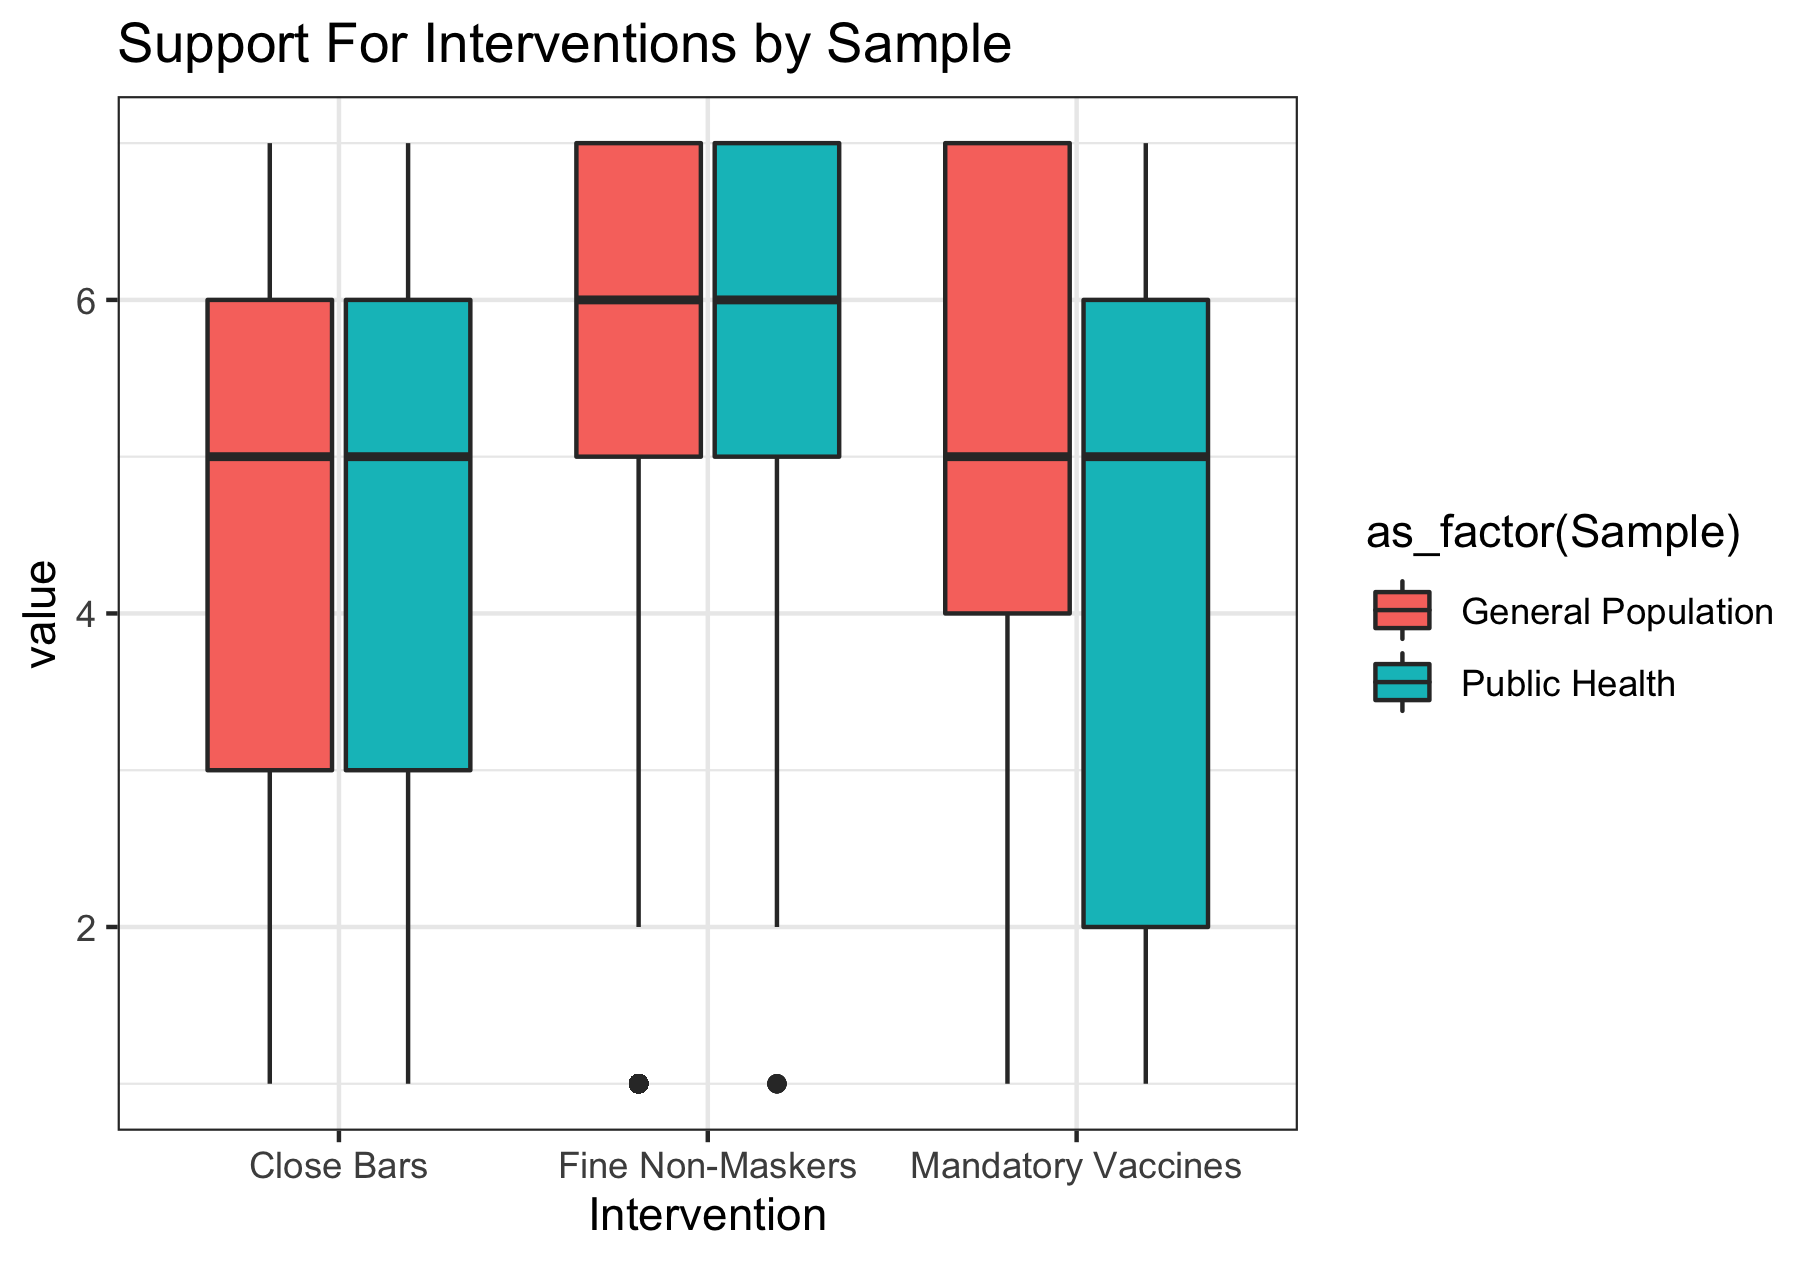 Support For Interventions by Sample
value
6
4
2
Close Bars
Fine Non-Maskers
Mandatory Vaccines
Intervention
as_factor(Sample)
General Population
Public Health